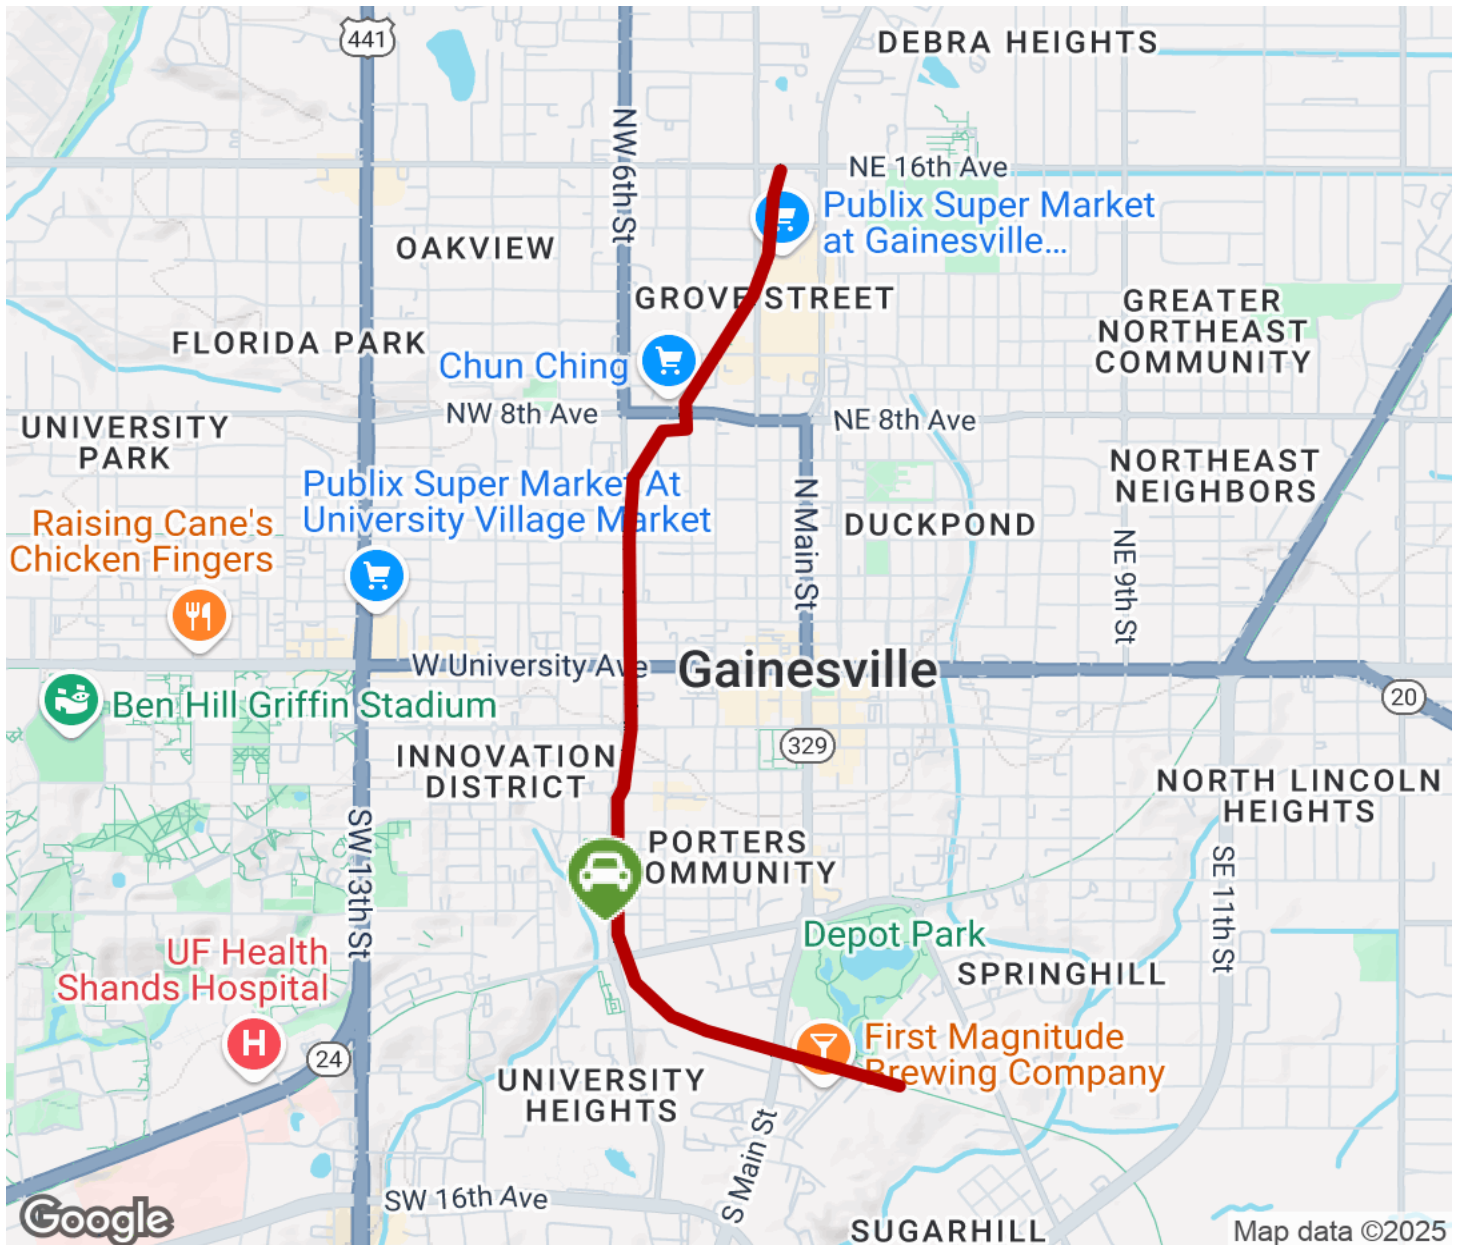 441
DEBRA HEIGHTS
NW 6th St
NE 16th Ave
Publix Super Market
at Gainesville...
OAKVIEW
GROVE STREET
GREATER
NORTHEAST
COMMUNITY
FLORIDA PARK
Chun Ching
NW 8th Ave
NE 8th Ave
UNIVERSITY
PARK
NORTHEAST
NEIGHBORS
Publix Super Market At
University Village Market
N Main St
DUCKPOND
Raising Cane's
Chicken Fingers
NE 9th St
W University Ave
Gainesville
20
Ben Hill Griffin Stadium
329
INNOVATION
DISTRICT
NORTH LINCOLN
HEIGHTS
SW 13th St
PORTERS
OMMUNITY
SE 11th St
Depot Park
UF Health
Shands Hospital
SPRINGHILL
H
24
First Magnitude
Brewing Company
UNIVERSITY
HEIGHTS
S Main St
SW 16th Ave
Google
SUGARHILL
Map data ©2025